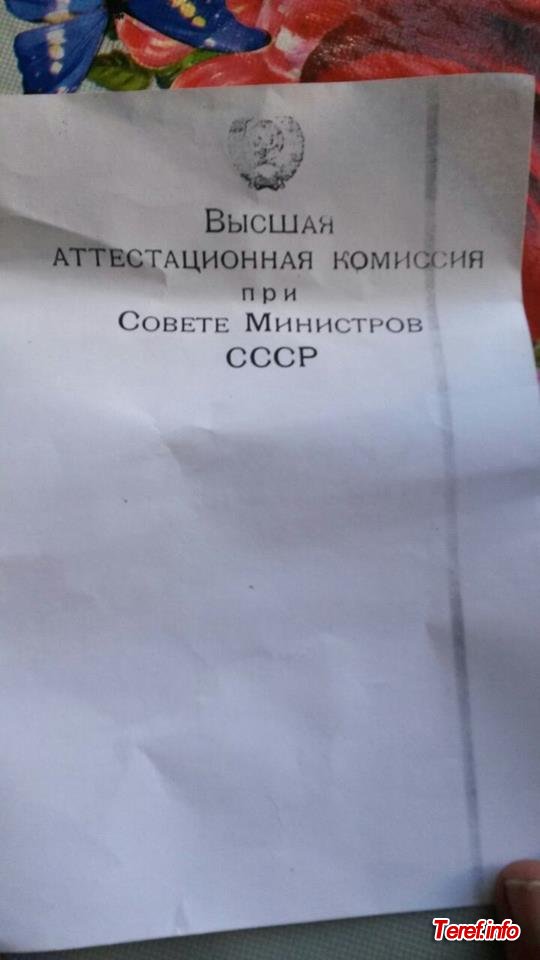 Высшая
аттестационная комиссия
при
Совете Министров
СССР
Teref.info